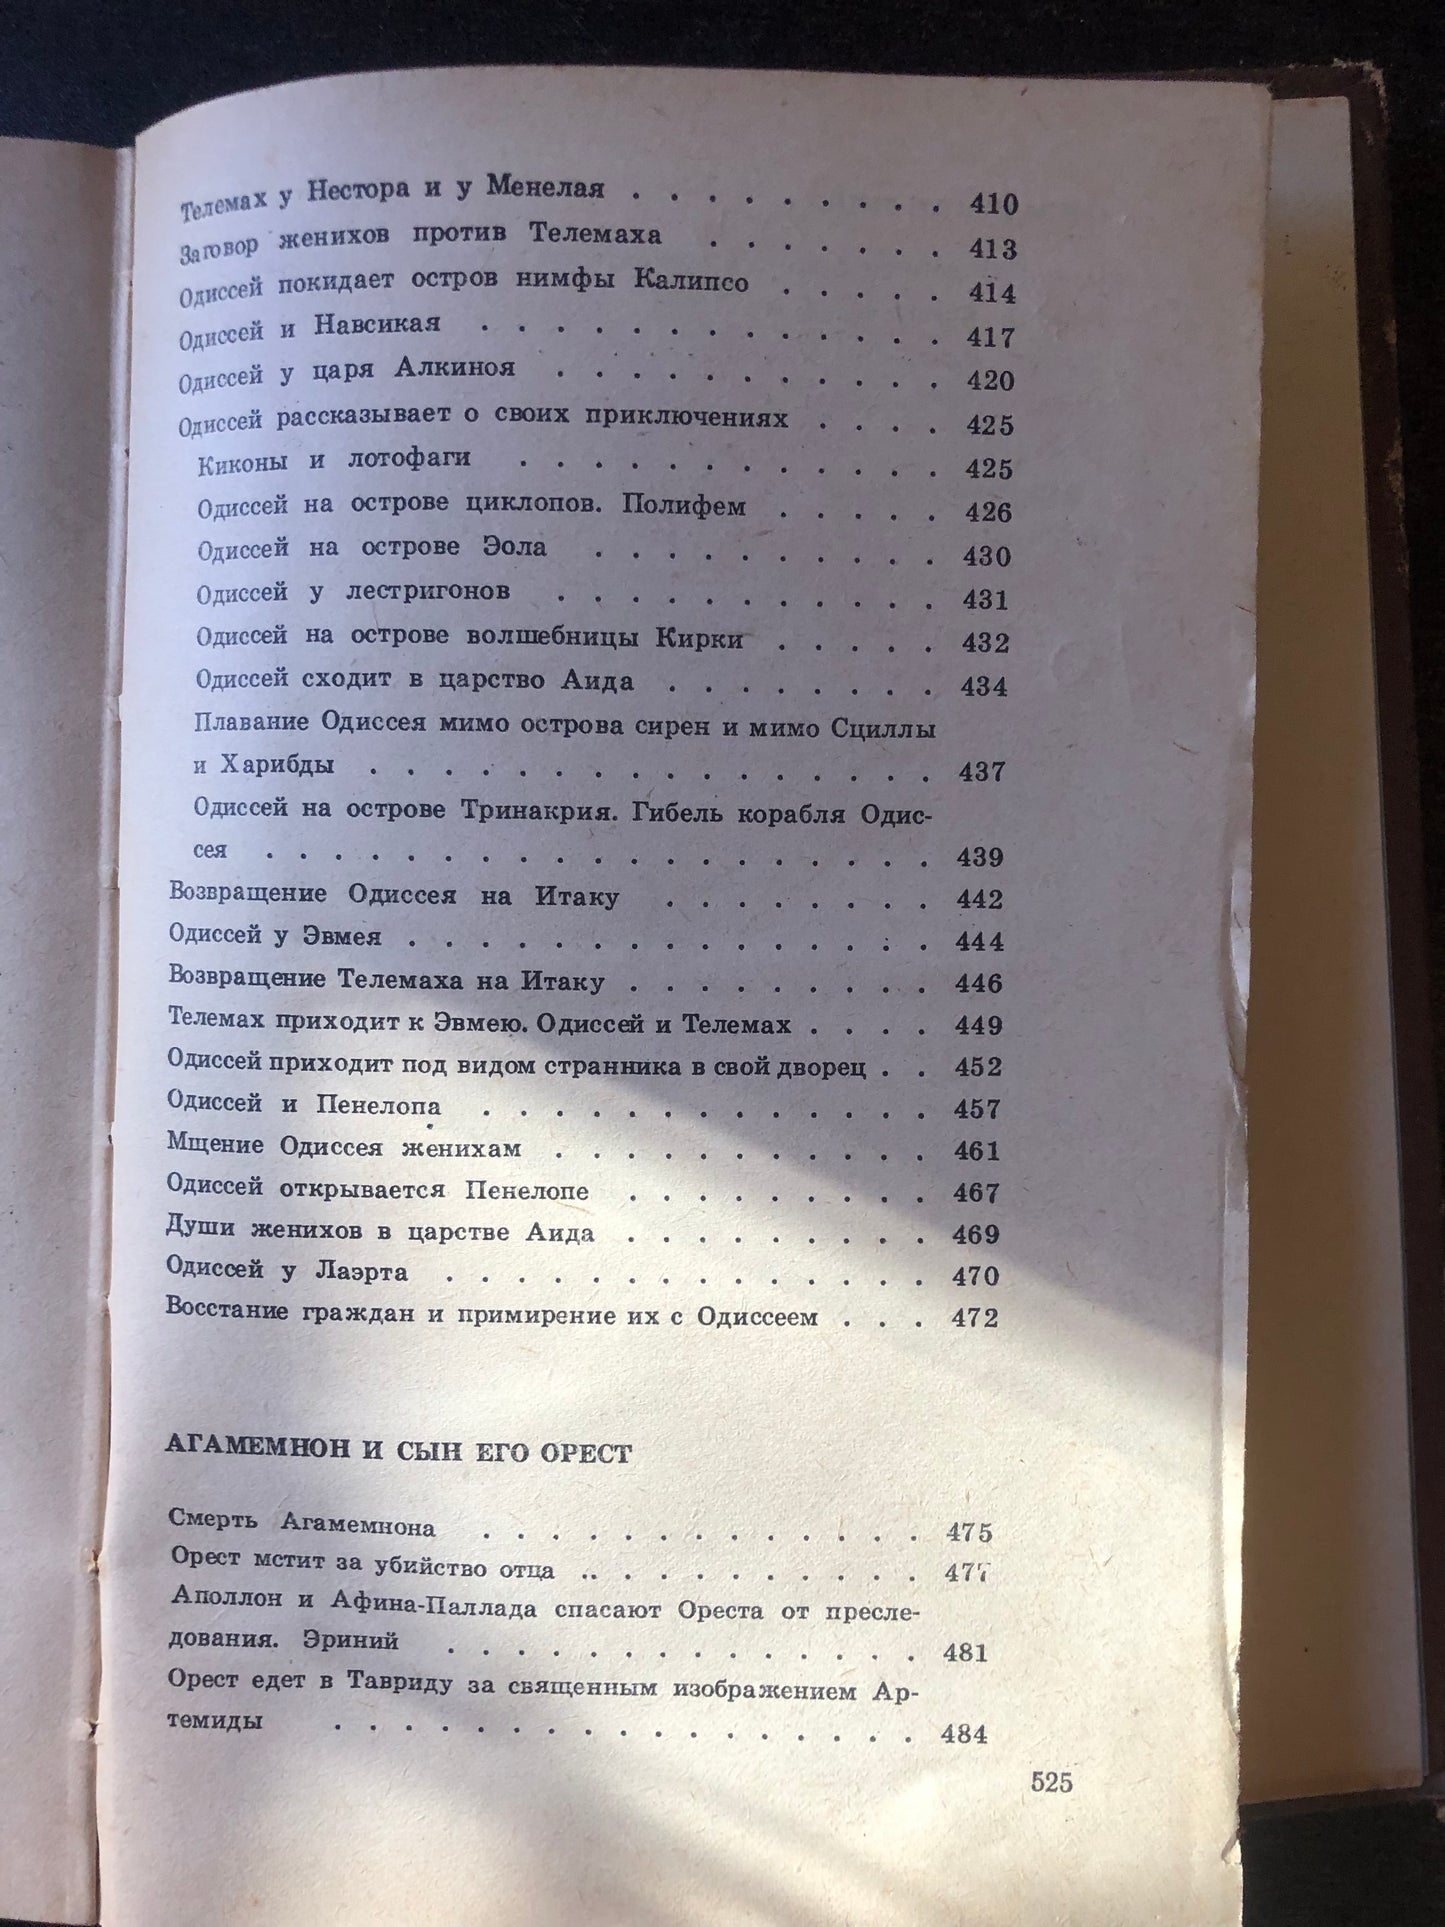 Телемах у Нестора и у Менелая . . . . . . . . . 410
Заговор женихов против Телемаха . . . . . . . 413
Одиссей покидает остров нимфы Калипсо . . . . . 414
Одиссей и Навсикая . . . . . . . . . . . . . 417
Одиссей у царя Алкиноя . . . . . . . . . . . 420
Одиссей рассказывает о своих приключениях . . . . 425
Киконы и лотофаги . . . . . . . . . . . . 425
Одиссей на острове циклопов. Полифем . . . . . 426
Одиссей на острове Эола . . . . . . . . . . 430
Одиссей у лестригонов . . . . . . . . . . . 431
Одиссей на острове волшебницы Кирки . . . . . 432
Одиссей сходит в царство Аида . . . . . . . . 434
Плавание Одиссея мимо острова сирен и мимо Сциллы
и Харибды . . . . . . . . . . . . . . . . 437
Одиссей на острове Тринакрия. Гибель корабля Одис-
сея . . . . . . . . . . . . . . . . . . . . 439
Возвращение Одиссея на Итаку . . . . . . . . 442
Одиссей у Эвмея . . . . . . . . . . . . . . . 444
Возвращение Телемаха на Итаку . . . . . . . . . 446
Телемах приходит к Эвмею. Одиссей и Телемах . . . . 449
Одиссей приходит под видом странника в свой дворец . . 452
Одиссей и Пенелопа . . . . . . . . . . . . . 457
Мщение Одиссея женихам . . . . . . . . . . . 461
Одиссей открывается Пенелопе . . . . . . . . . 467
Души женихов в царстве Аида . . . . . . . . . 469
Одиссей у Лаэрта . . . . . . . . . . . . . . 470
Восстание граждан и примирение их с Одиссеем . . . 472
АГАМЕМНОН И СЫН ЕГО ОРЕСТ
Смерть Агамемнона . . . . . . . . . . . . . 475
Орест мстит за убийство отца . . . . . . . . . . . 477
Аполлон и Афина-Паллада спасают Ореста от пресле-
дования. Эриний . . . . . . . . . . . . . . 481
Орест едет в Тавриду за священным изображением Ар-
темиды . . . . . . . . . . . . . . . . . 484
525